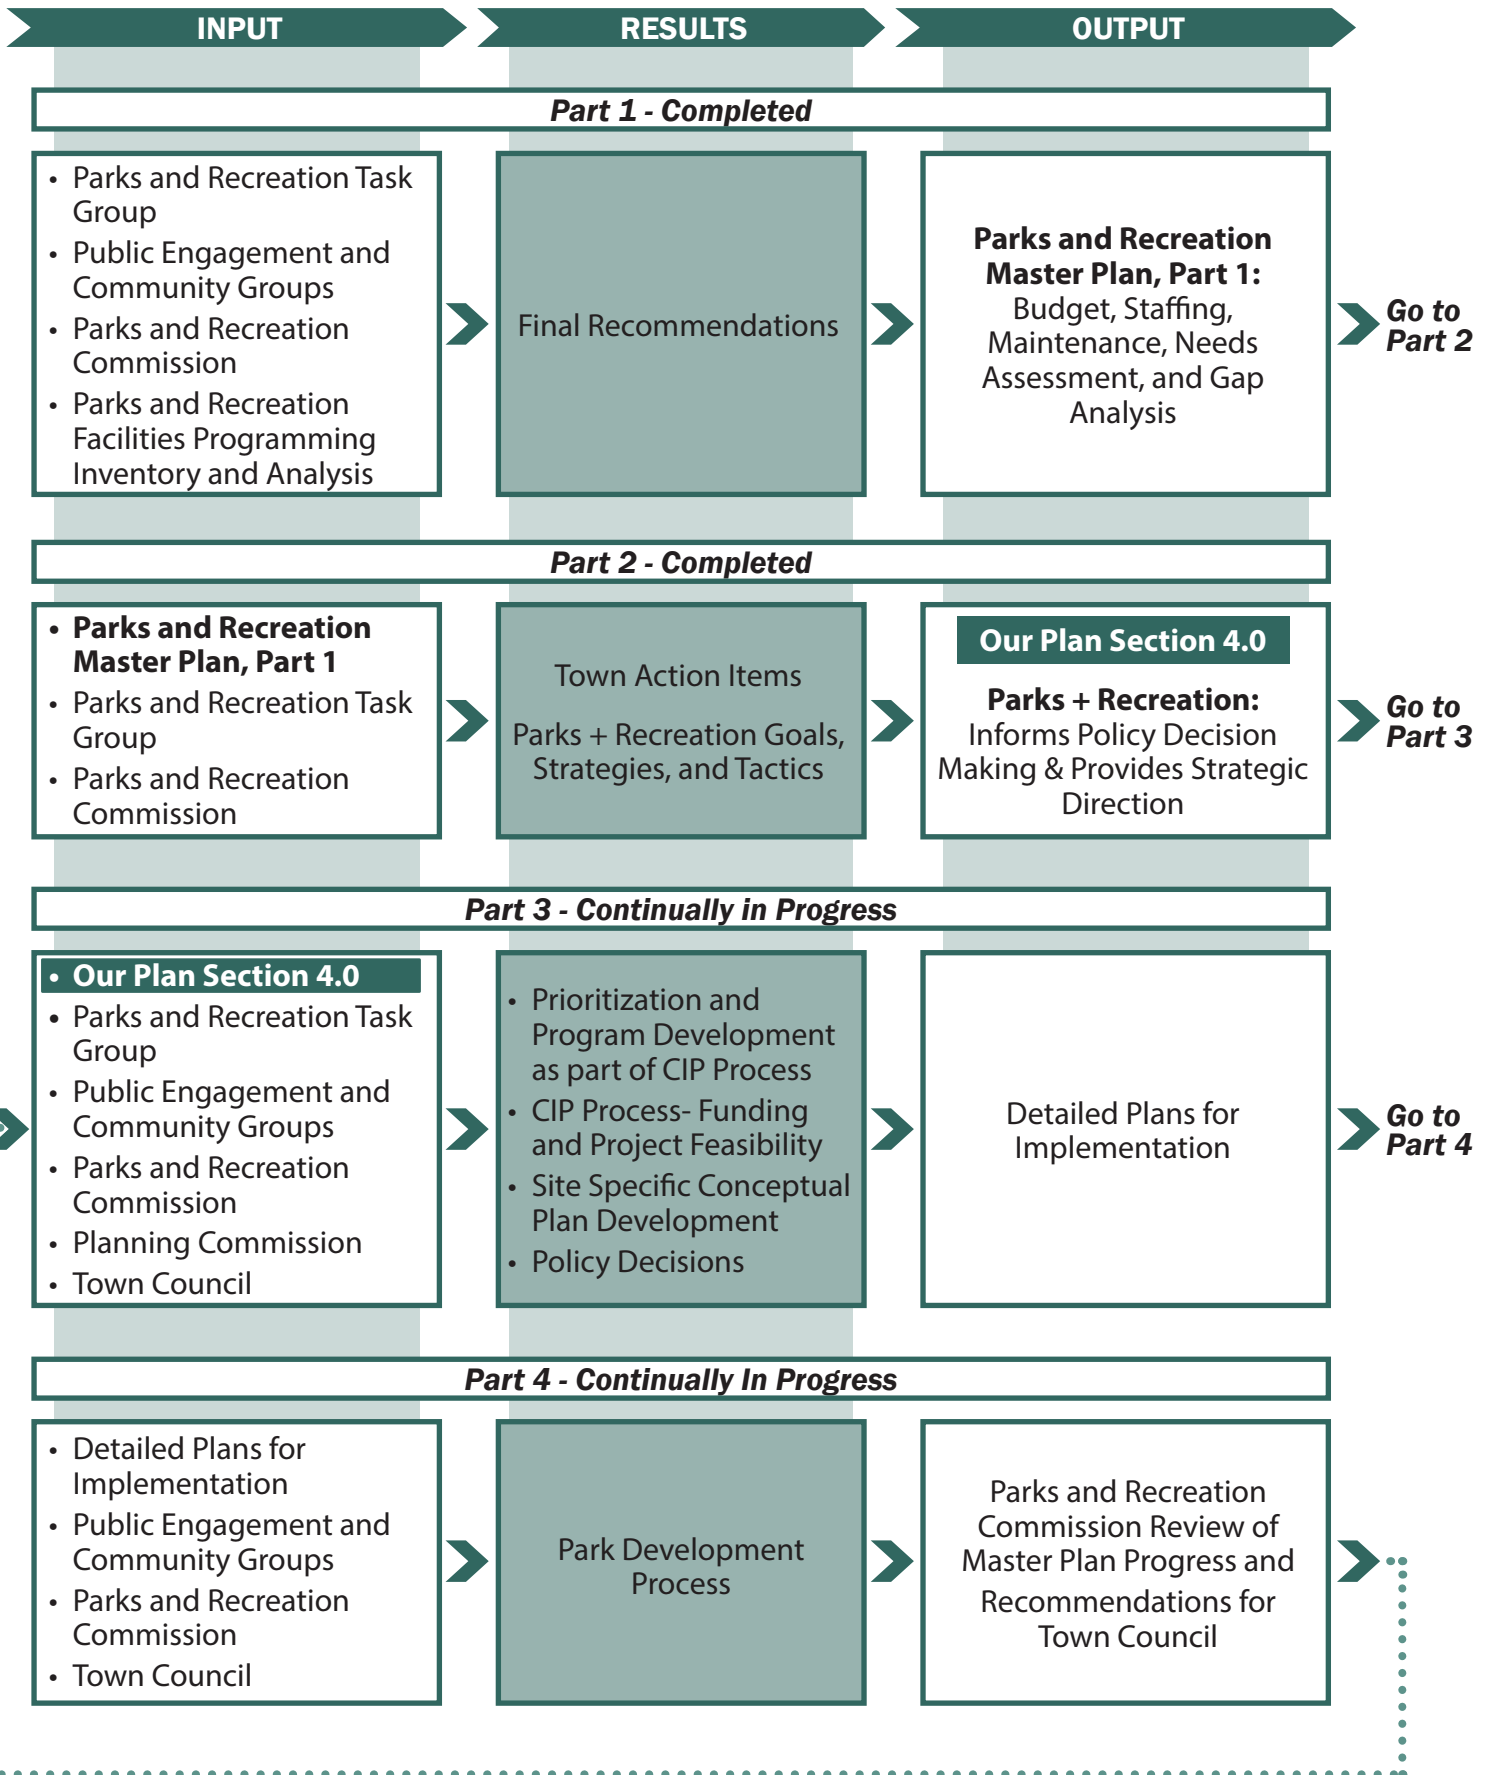 INPUT
RESULTS
OUTPUT
Part 1 - Completed
• Parks and Recreation Task
Group
• Public Engagement and
Community Groups
• Parks and Recreation
Commission
• Parks and Recreation
Facilities Programming
Inventory and Analysis
Final Recommendations
Parks and Recreation
Master Plan, Part 1:
Budget, Staffing,
Maintenance, Needs
Assessment, and Gap
Analysis
Go to
Part 2
Part 2 - Completed
• Parks and Recreation
Master Plan, Part 1
• Parks and Recreation Task
Group
• Parks and Recreation
Commission
Town Action Items
Parks + Recreation Goals,
Strategies, and Tactics
Our Plan Section 4.0
Parks + Recreation:
Informs Policy Decision
Making & Provides Strategic
Direction
Go to
Part 3
Part 3 - Continually in Progress
• Our Plan Section 4.0
• Parks and Recreation Task
Group
• Public Engagement and
Community Groups
• Parks and Recreation
Commission
• Planning Commission
• Town Council
• Prioritization and
Program Development
as part of CIP Process
• CIP Process- Funding
and Project Feasibility
• Site Specific Conceptual
Plan Development
• Policy Decisions
Detailed Plans for
Implementation
Go to
Part 4
Part 4 - Continually In Progress
• Detailed Plans for
Implementation
• Public Engagement and
Community Groups
• Parks and Recreation
Commission
• Town Council
Park Development
Process
Parks and Recreation
Commission Review of
Master Plan Progress and
Recommendations for
Town Council